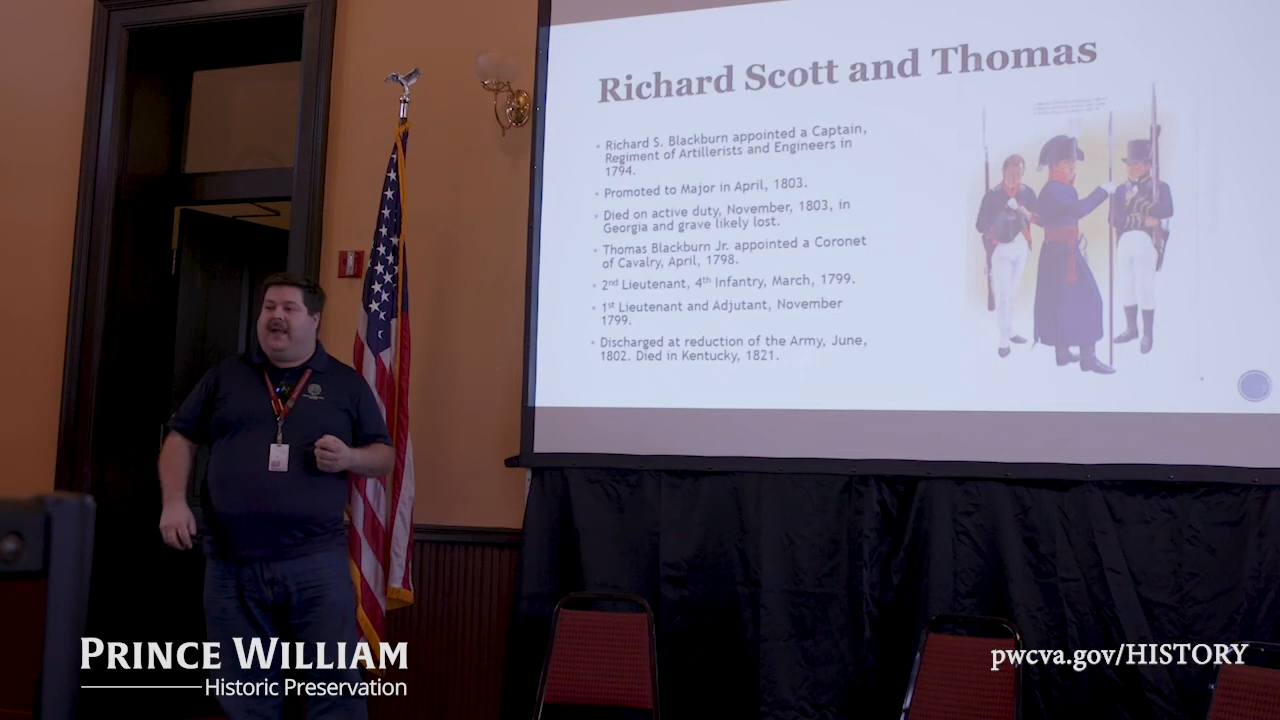 Richard Scott and Thomas
• Richard S. Blackburn appointed a Captain,
Regiment of Artillerists and Engineers in
1794.
• Promoted to Major in April, 1803.
• Died on active duty, November, 1803, in
Georgia and grave likely lost.
• Thomas Blackburn Jr. appointed a Coronet
of Cavalry, April, 1798.
• 2nd Lieutenant, 4th Infantry, March, 1799.
• 1st Lieutenant and Adjutant, November
1799.
• Discharged at reduction of the Army, June,
1802. Died in Kentucky, 1821.
PRINCE WILLIAM
Historic Preservation
pwcva.gov/HISTORY